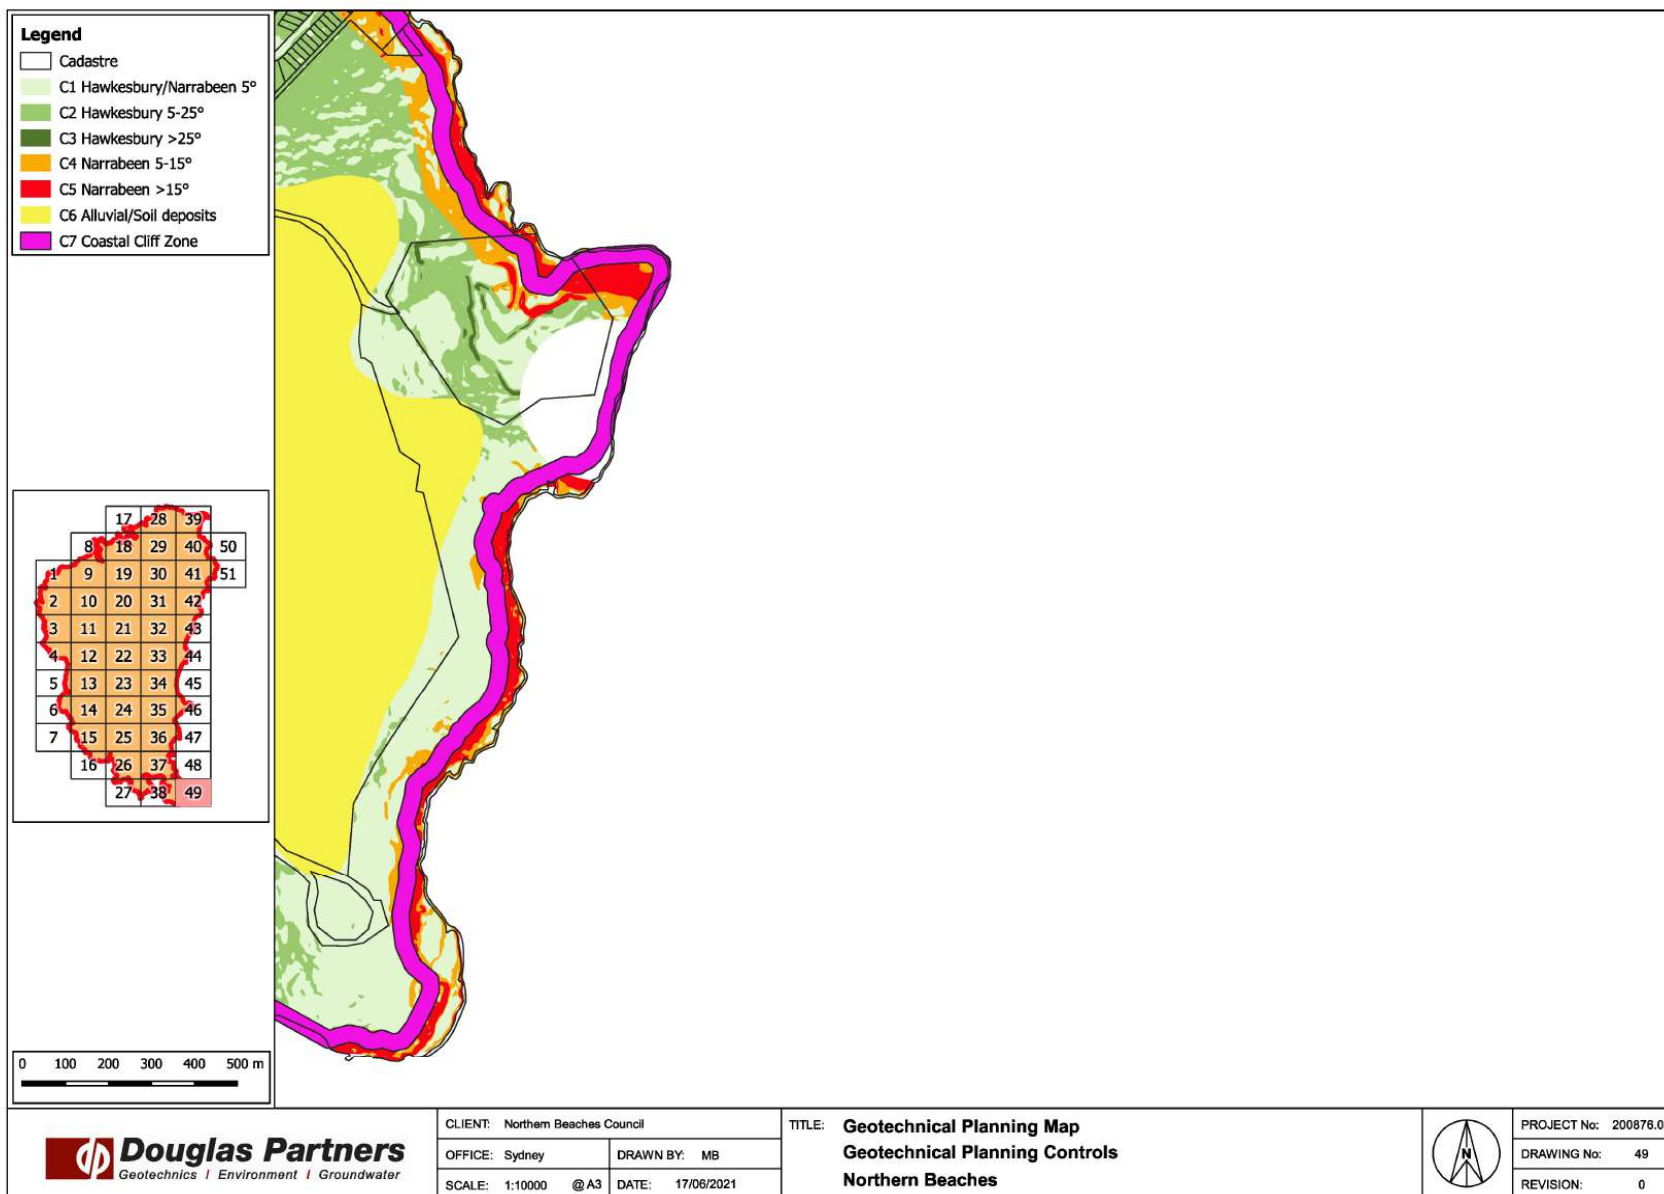 Legend
Cadastre
C1 Hawkesbury/Narrabeen 5°
C2 Hawkesbury 5-25°
C3 Hawkesbury >25°
C4 Narrabeen 5-15°
C5 Narrabeen >15°
C6 Alluvial/Soil deposits
C7 Coastal Cliff Zone
17 28 39
8 18 29 40 50
1 9 19 30 41 51
2 10 20 31 42
3 11 21 32 43
4 12 22 33 44
5 13 23 34 45
6 14 24 35 46
7 15 25 36 47
16 26 37 48
27 38 49
0 100 200 300 400 500 m
Douglas Partners
Geotechnics / Environment / Groundwater
CLIENT: Northern Beaches Council
OFFICE: Sydney
DRAWN BY: MB
SCALE: 1:10000 @A3
DATE: 17/06/2021
TITLE: Geotechnical Planning Map
Geotechnical Planning Controls
Northern Beaches
N
PROJECT No: 200876.0
DRAWING No: 49
REVISION: 0